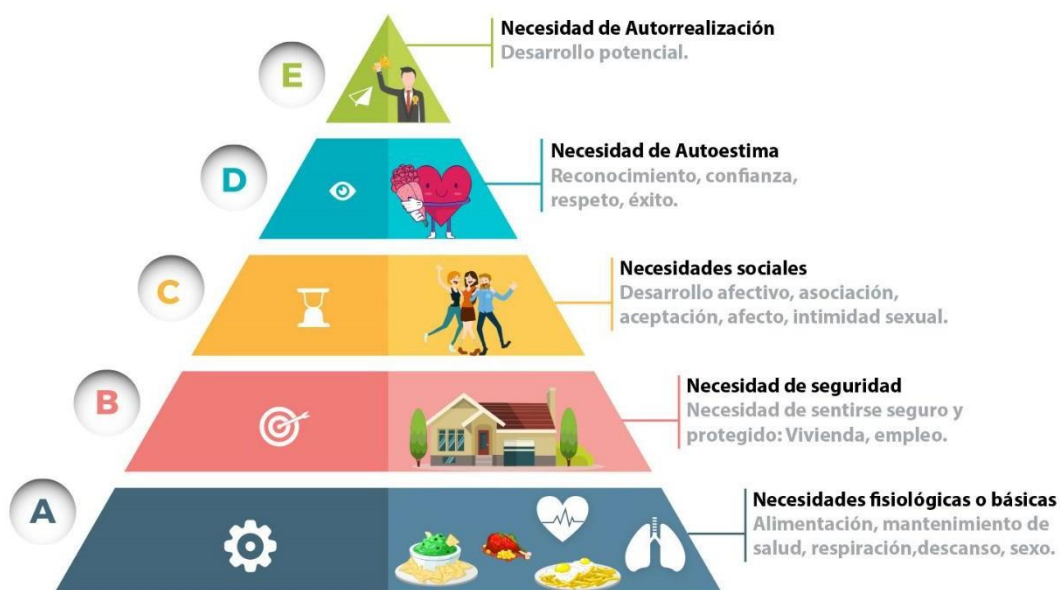 E
Necesidad de Autorrealización
Desarrollo potencial.
D
Necesidad de Autoestima
Reconocimiento, confianza,
respeto, éxito.
C
Necesidades sociales
Desarrollo afectivo, asociación,
aceptación, afecto, intimidad sexual.
B
Necesidad de seguridad
Necesidad de sentirse seguro y
protegido: Vivienda, empleo.
A
Necesidades fisiológicas o básicas
Alimentación, mantenimiento de
salud, respiración,descanso, sexo.